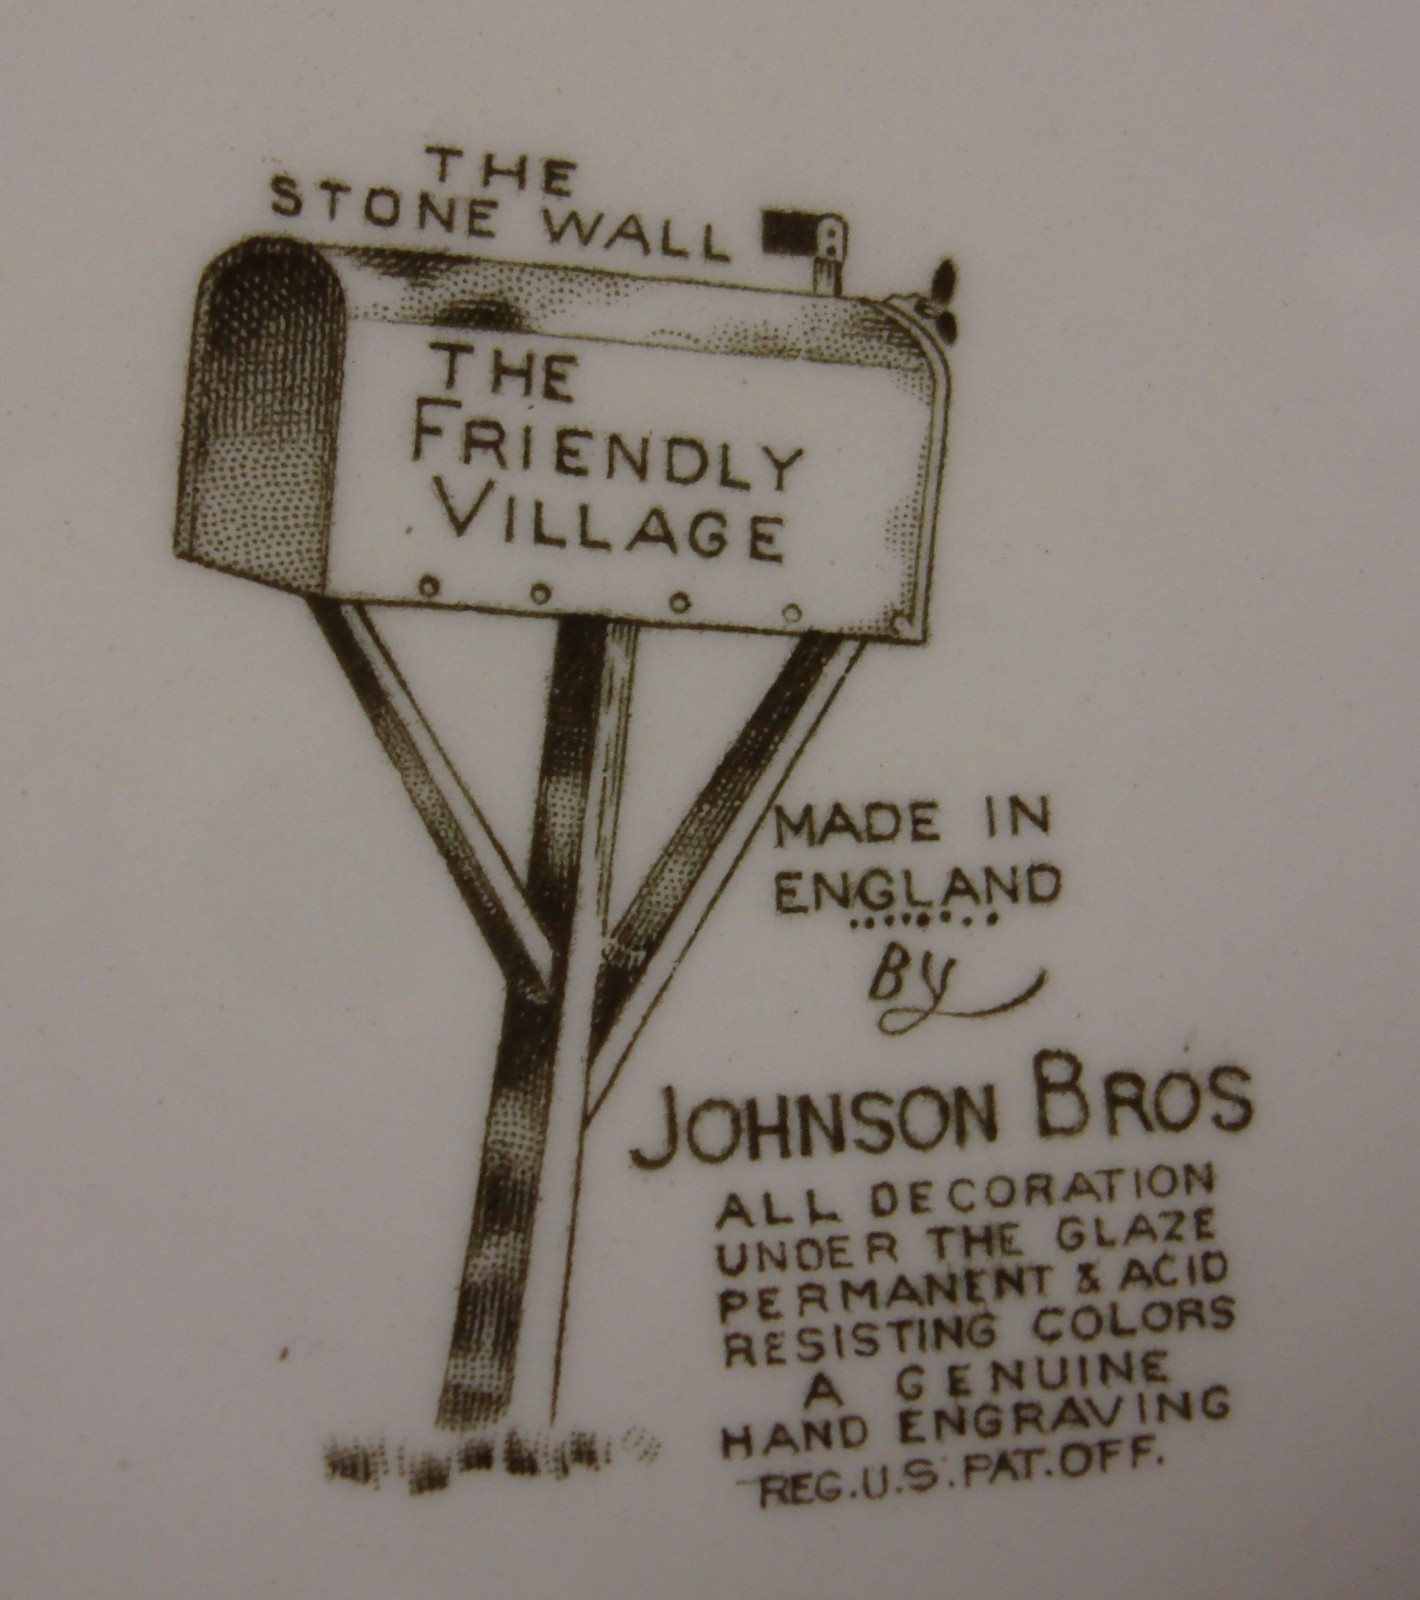 THE
STONE WALL
THE
FRIENDLY
VILLAGE
MADE IN
ENGLAND
By
JOHNSON BROS
ALL DECORATION
UNDER THE GLAZE
PERMANENT & ACID
RESISTING COLORS
A GENUINE
HAND ENGRAVING
REG.U.S.PAT.OFF.